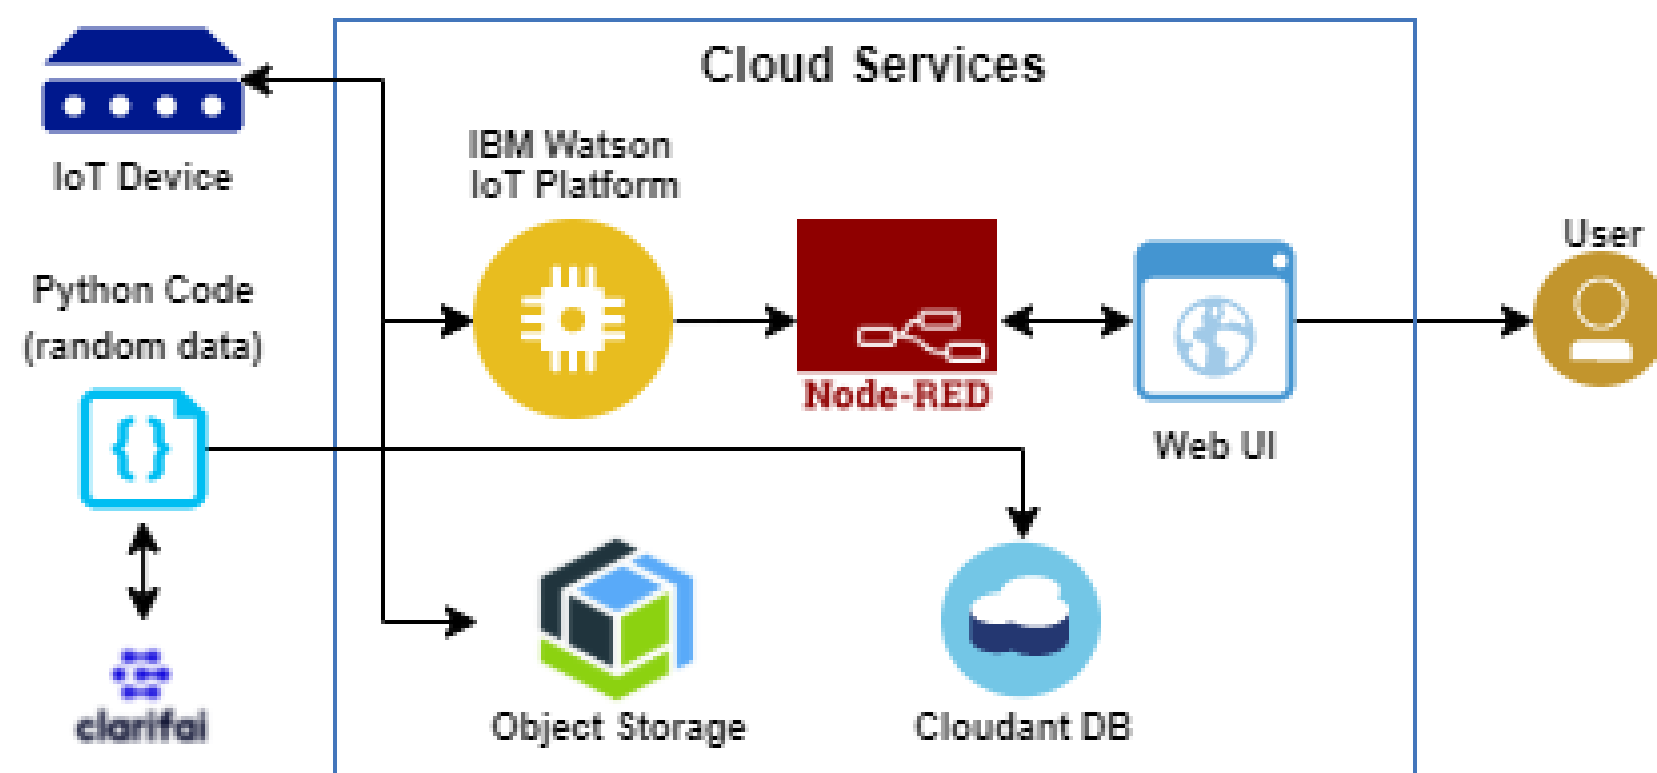 Cloud Services
IoT Device
IBM Watson
IoT Platform
Python Code
(random data)
{}
Node-RED
Web UI
User
clarifai
Object Storage
Cloudant DB